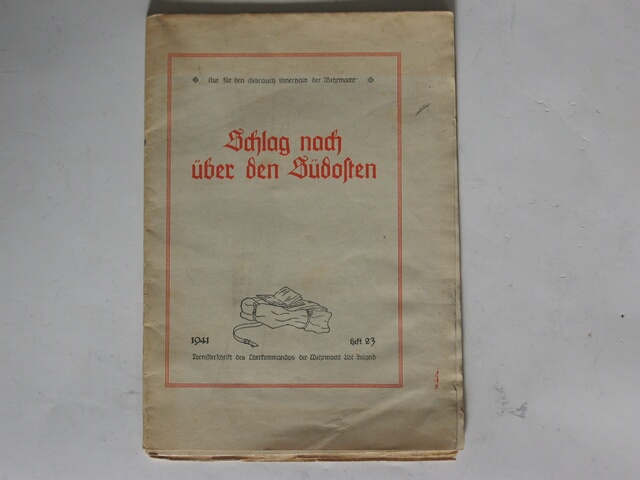 Nur für den Gebrauch innerhalb der Wehrmacht
Schlag nach
über den Südosten
1941 Heft 23
Tornisterschrift des Oberkommandos der Wehrmacht Abt Inland